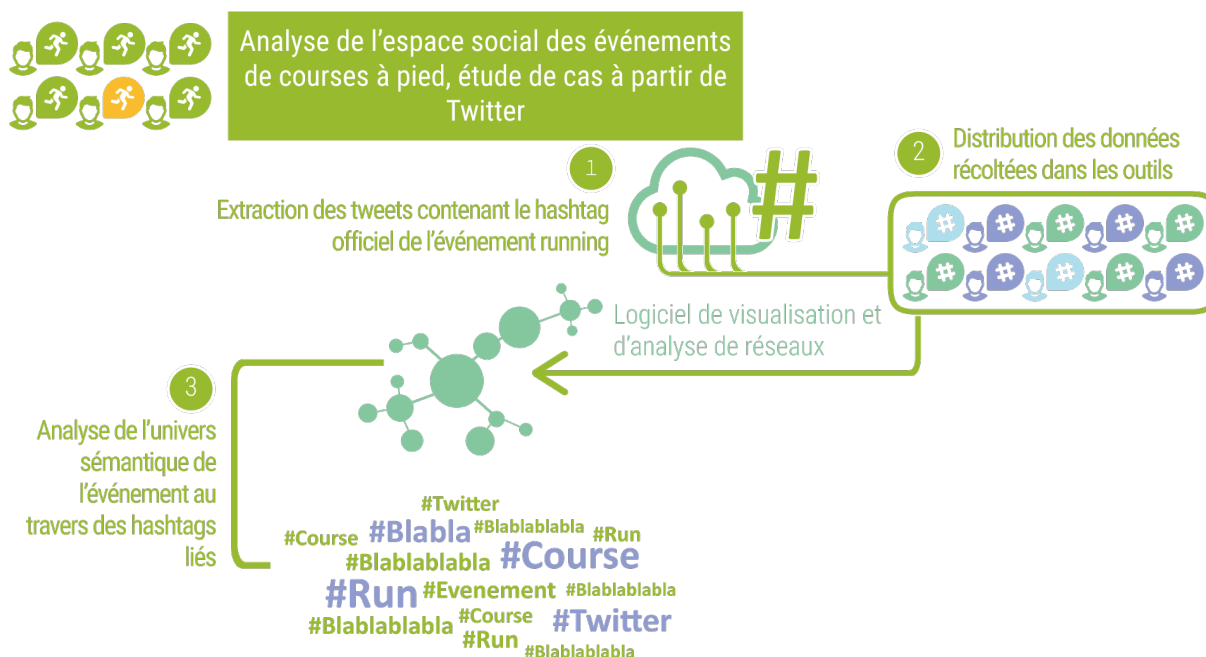 Analyse de l'espace social des événements
de courses à pied, étude de cas à partir de
Twitter
1
#
Extraction des tweets contenant le hashtag
officiel de l'événement running
2
Distribution des données
récoltées dans les outils
# # # # #
# # # # #
Logiciel de visualisation et
d'analyse de réseaux
3
Analyse de l'univers
sémantique de
l'événement au
travers des hashtags
liés
#Twitter
#Course #Blabla #Blablablabla #Run
#Blablablabla #Course
#Run #Evenement #Blablablabla
#Blablablabla #Course #Twitter
#Run #Blablablabla